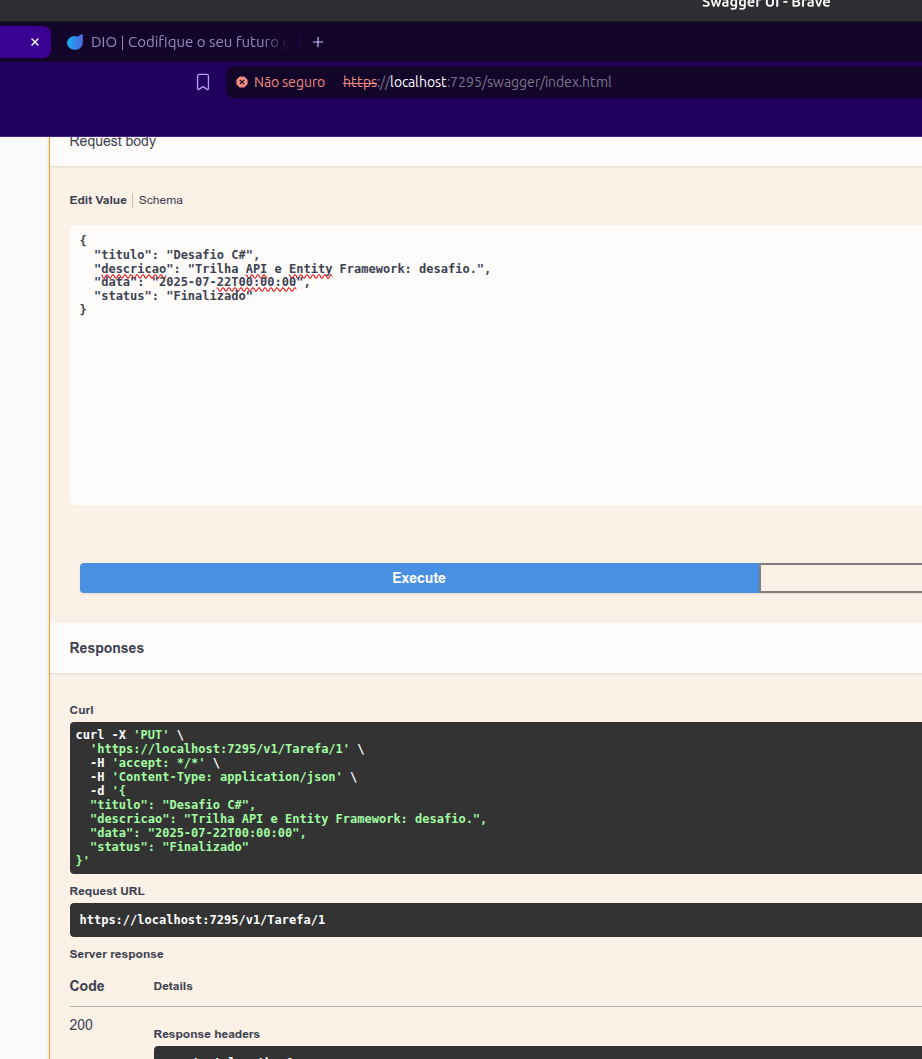 Swagger UI - Brave
DIO | Codifique o seu futuro
Não seguro https://localhost:7295/swagger/index.html
Request body
Edit Value Schema
{
"titulo": "Desafio C#",
"descricao": "Trilha API e Entity Framework: desafio.",
"data": "2025-07-22T00:00:00",
"status": "Finalizado"
}
Execute
Responses
Curl
curl -X 'PUT' \
'https://localhost:7295/v1/Tarefa/1' \
-H 'accept: */*' \
-H 'Content-Type: application/json' \
-d '{
"titulo": "Desafio C#",
"descricao": "Trilha API e Entity Framework: desafio.",
"data": "2025-07-22T00:00:00",
"status": "Finalizado"
}'
Request URL
https://localhost:7295/v1/Tarefa/1
Server response
Code Details
200
Response headers